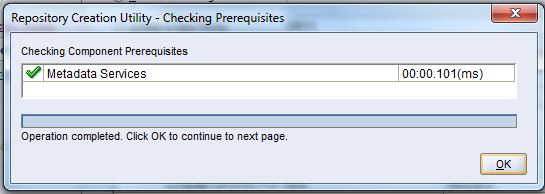 Repository Creation Utility - Checking Prerequisites
Checking Component Prerequisites
Metadata Services 00:00.101(ms)
Operation completed. Click OK to continue to next page.
OK